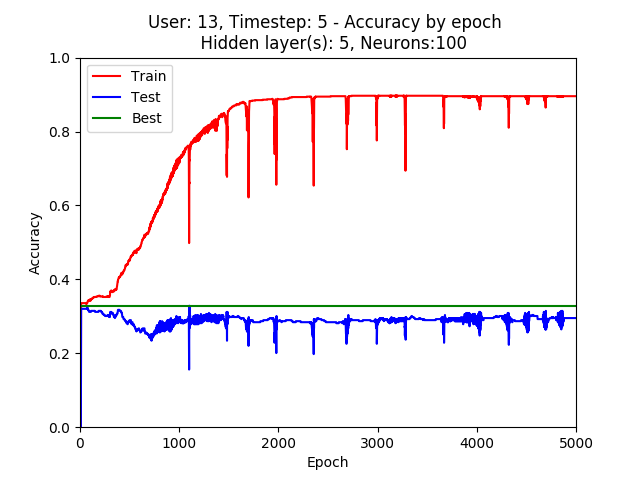 User: 13, Timestep: 5 - Accuracy by epoch
Hidden layer(s): 5, Neurons:100
1.0
Train
Test
Best
0.8
0.6
Accuracy
0.4
0.2
0.0
0
1000
2000
3000
4000
5000
Epoch